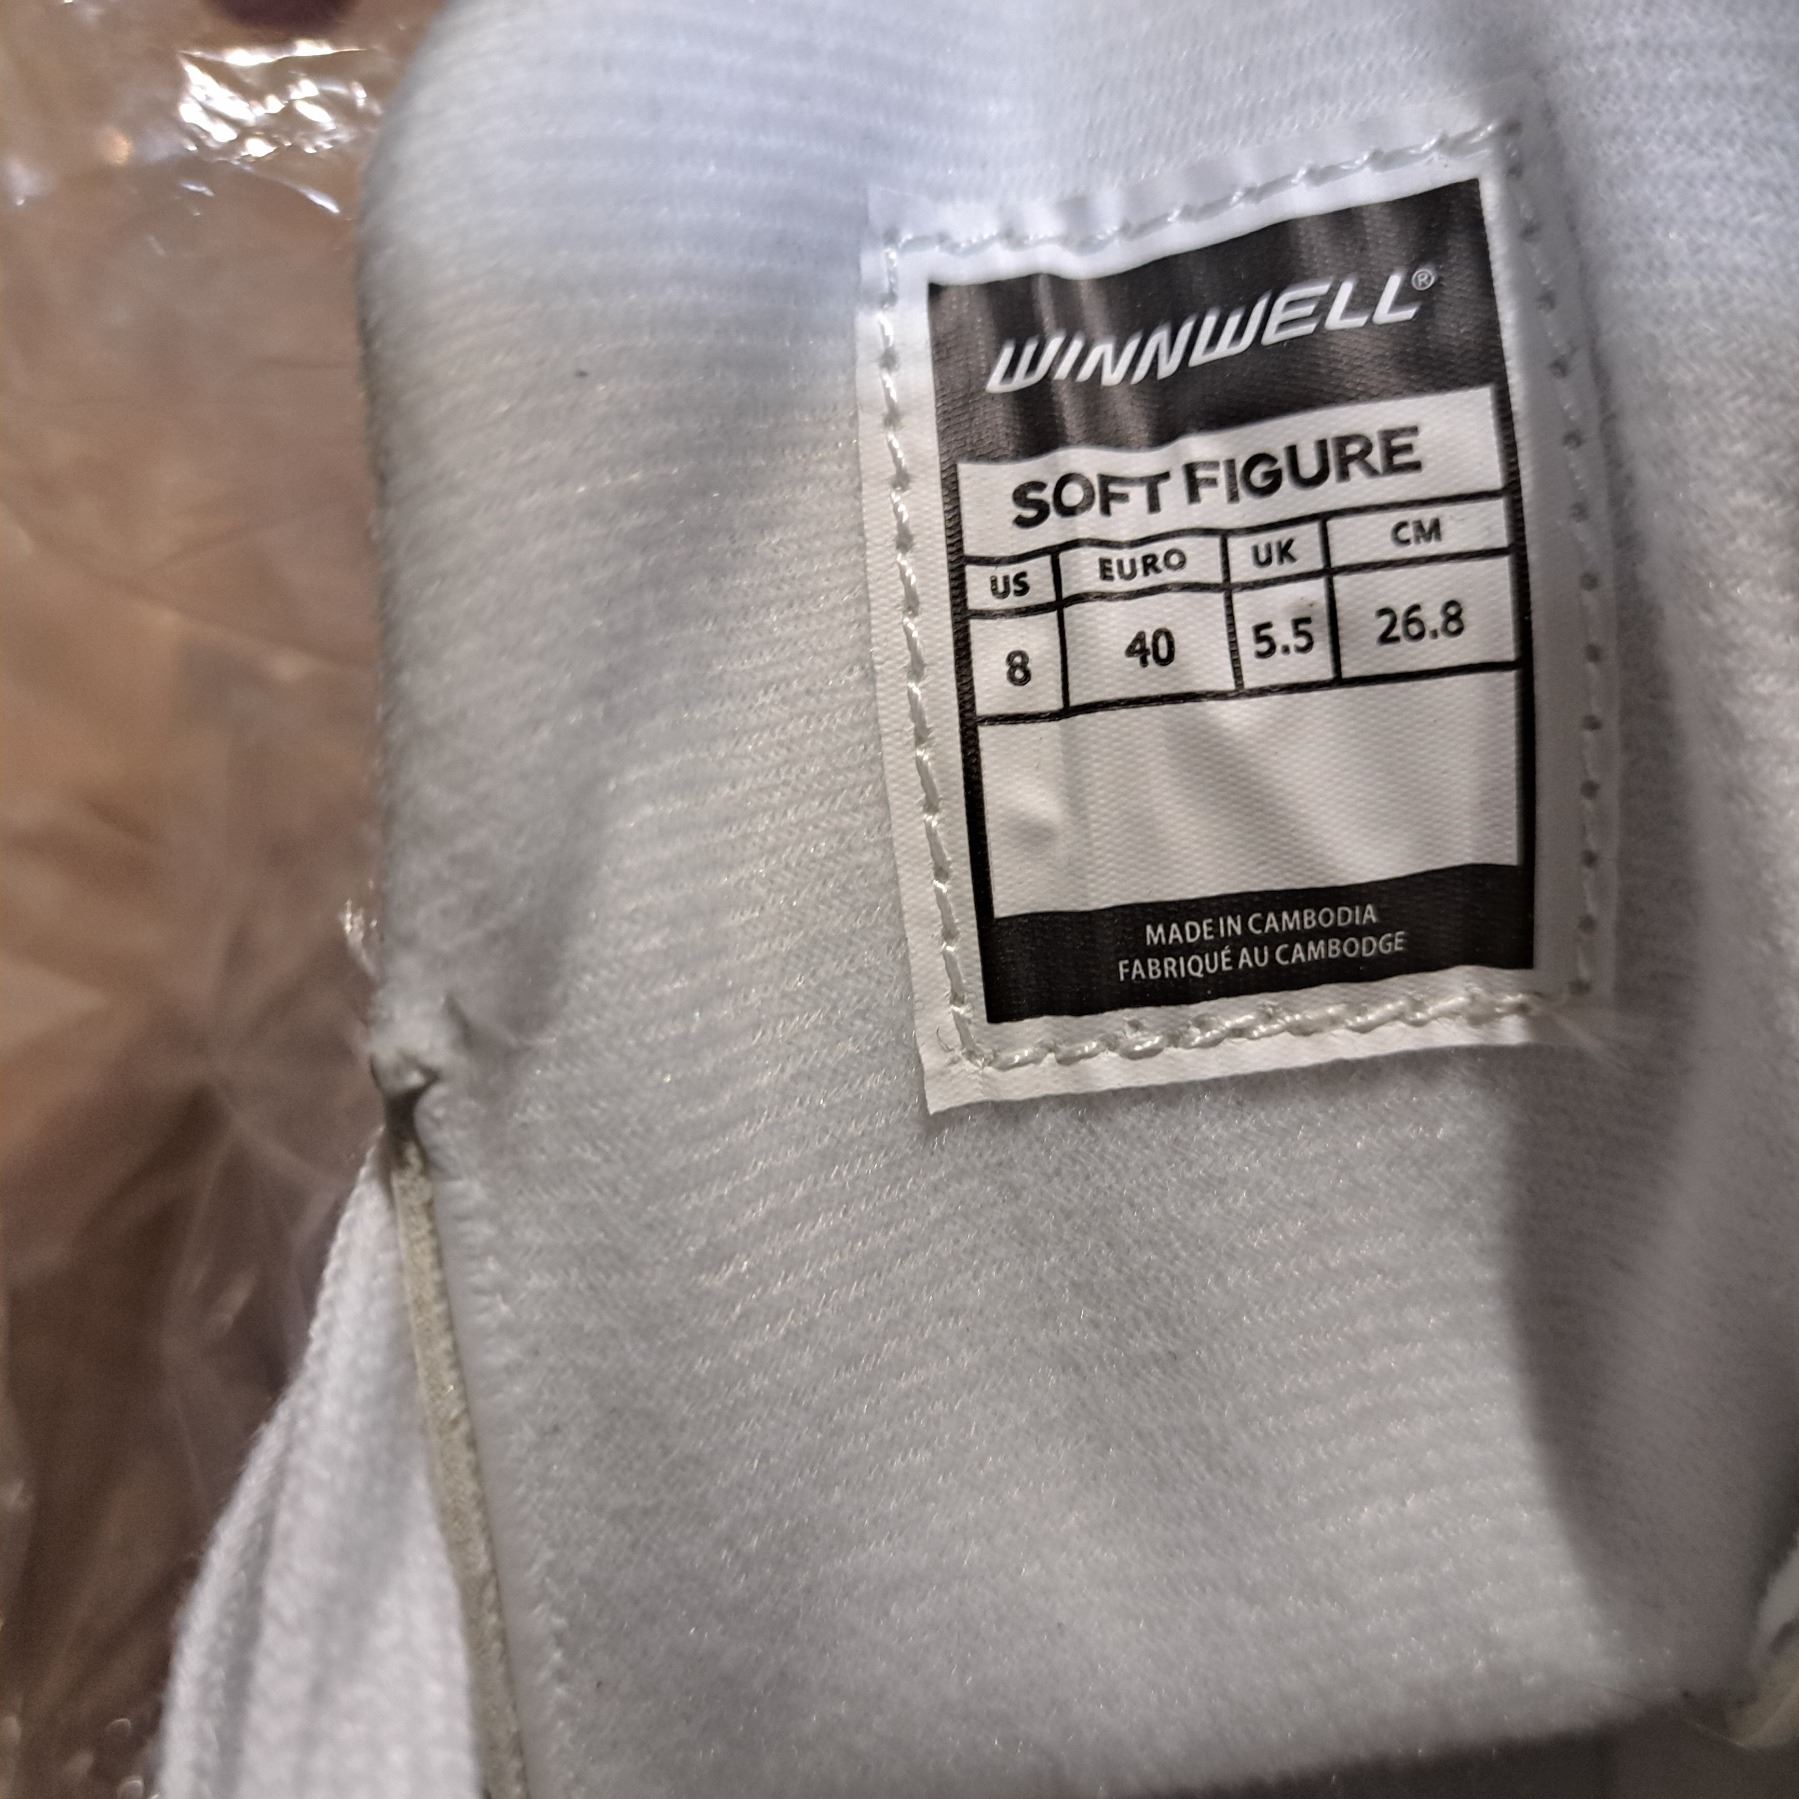 WINNWELL®
SOFT FIGURE
US EURO UK CM
8 40 5.5 26.8
MADE IN CAMBODIA
FABRIQUÉ AU CAMBODGE